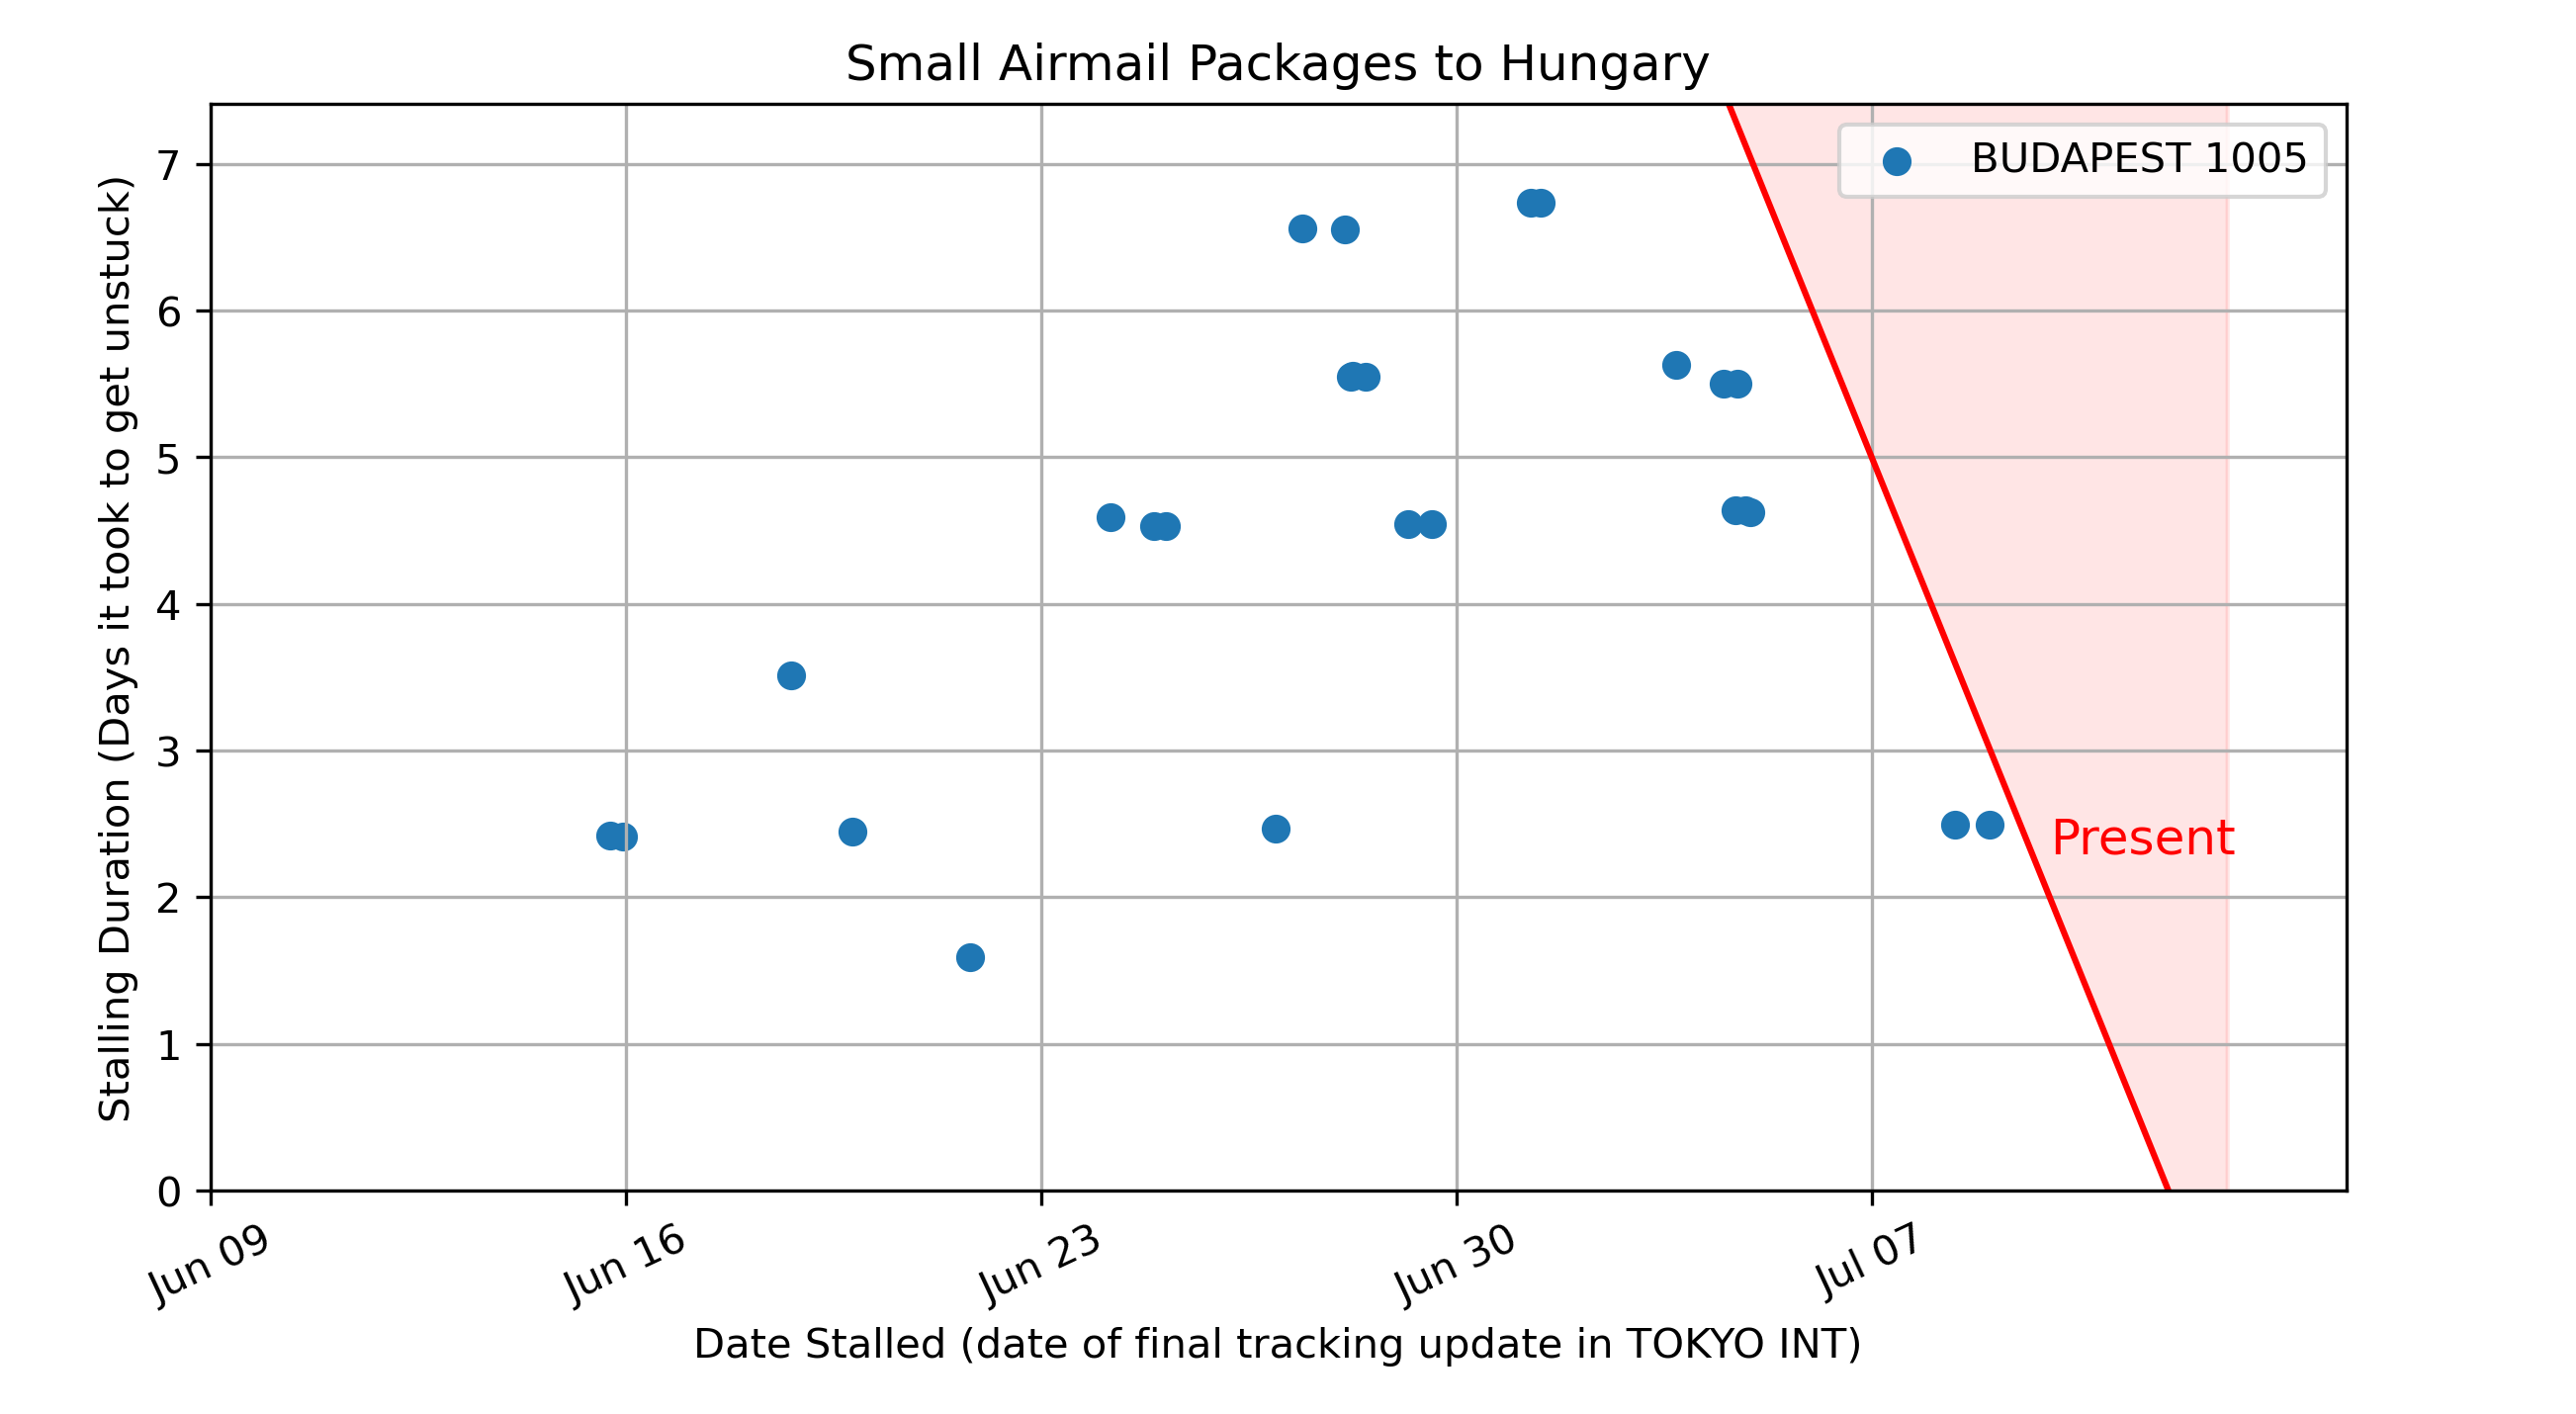 Small Airmail Packages to Hungary
BUDAPEST 1005
Stalling Duration (Days it took to get unstuck)
7
6
5
4
3
2
1
0
Present
Jun 09
Jun 16
Jun 23
Jun 30
Jul 07
Date Stalled (date of final tracking update in TOKYO INT)